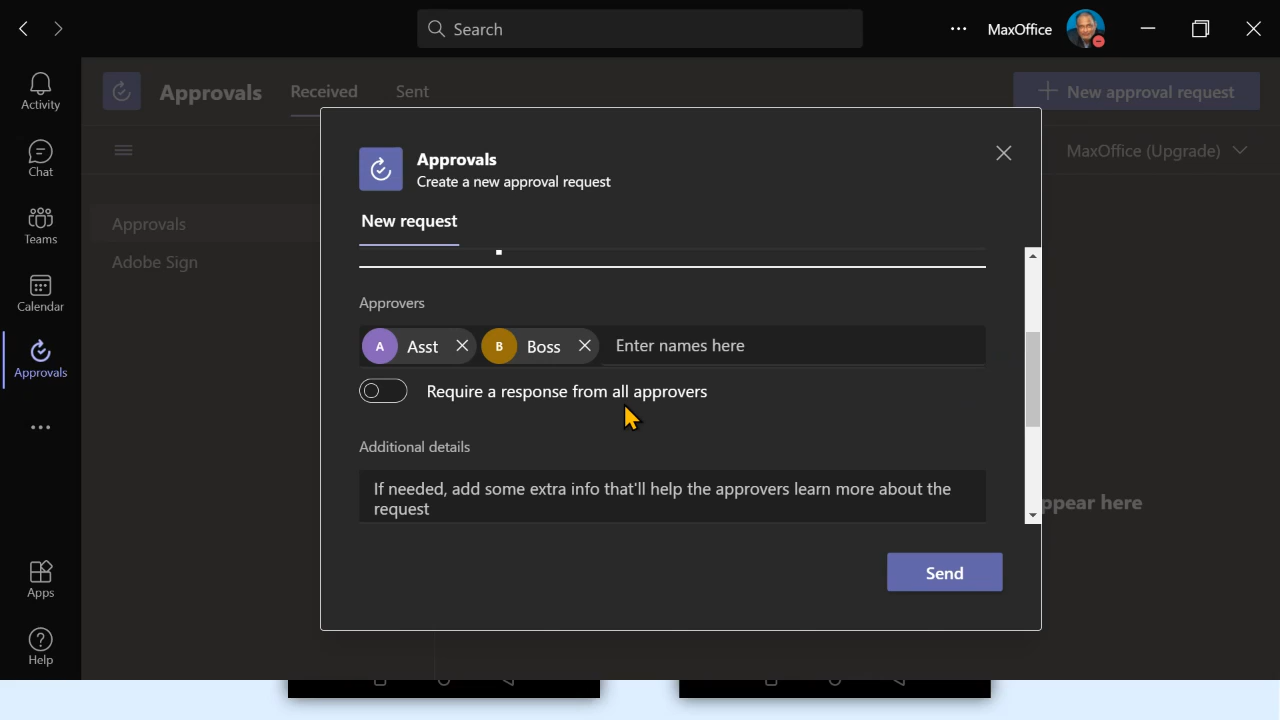 Search
MaxOffice
Activity
Chat
Teams
Calendar
Approvals
Apps
Help
Approvals
Received
Sent
New approval request
MaxOffice (Upgrade)
Approvals
Adobe Sign
Approvals
Create a new approval request
New request
Approvers
A Asst
B Boss
Enter names here
Require a response from all approvers
Additional details
If needed, add some extra info that'll help the approvers learn more about the
request
Send
ppear here